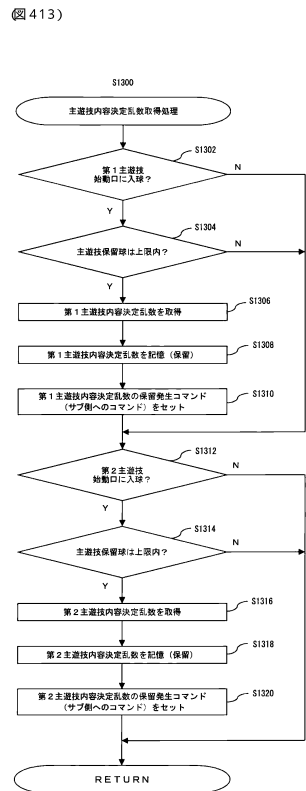 (図413)
S1300
主遊技内容決定乱数取得処理
S1302
第1主遊技
始動口に入球？
N
Y
S1304
主遊技保留球は上限内？
N
Y
S1306
第1主遊技内容決定乱数を取得
S1308
第1主遊技内容決定乱数を記憶（保留）
S1310
第1主遊技内容決定乱数の保留発生コマンド
（サブ側へのコマンド）をセット
S1312
第2主遊技
始動口に入球？
N
Y
S1314
主遊技保留球は上限内？
N
Y
S1316
第2主遊技内容決定乱数を取得
S1318
第2主遊技内容決定乱数を記憶（保留）
S1320
第2主遊技内容決定乱数の保留発生コマンド
（サブ側へのコマンド）をセット
RETURN